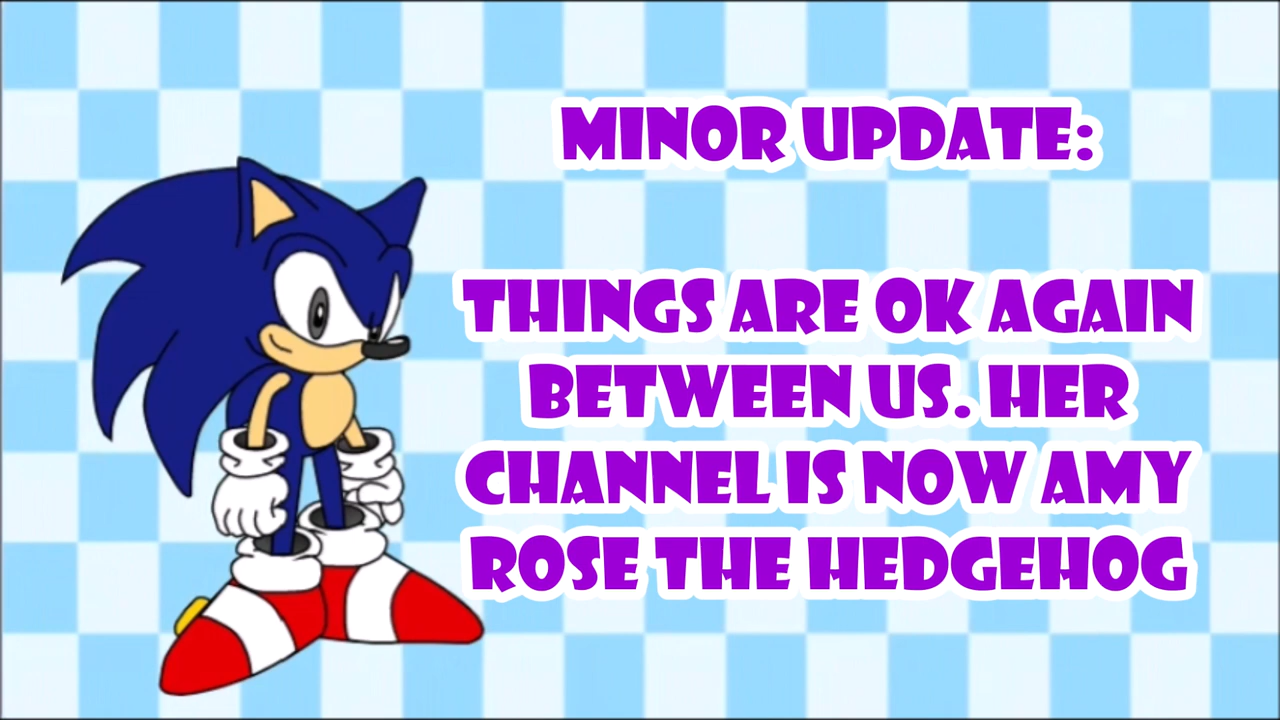 MINOR UPDATE:
THINGS ARE OK AGAIN
BETWEEN US. HER
CHANNEL IS NOW AMY
ROSE THE HEDGEHOG